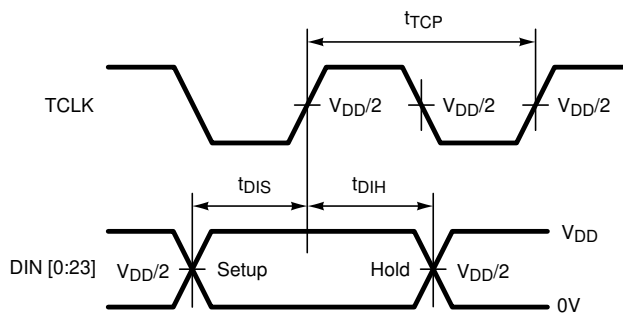 tTCP
TCLK
VDD/2 VDD/2 VDD/2
tDIS tDIH
VDD
DIN [0:23] VDD/2 Setup Hold VDD/2
0V